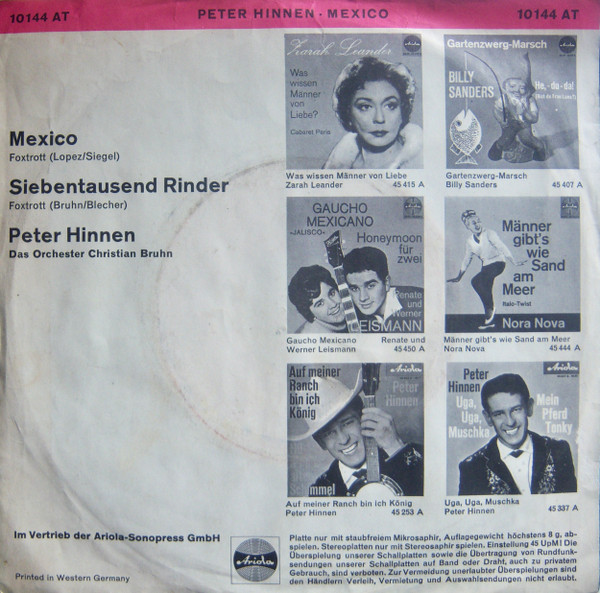 10144 AT PETER HINNEN · MEXICO 10144 AT
Mexico
Foxtrott (Lopez/Siegel)
Siebentausend Rinder
Foxtrott (Bruhn/Blecher)
Peter Hinnen
Das Orchester Christian Bruhn
Zarah Leander
Was
wissen
Männer
von
Liebe?
Cabaret Paris
Was wissen Männer von Liebe
Zarah Leander 45 415 A
Gartenzwerg-Marsch
BILLY
SANDERS
He,-da-da!
Gartenzwerg-Marsch
Billy Sanders 45 407 A
GAUCHO
MEXICANO
»JALISCO«
Honeymoon
für
zwei
Renate
und
Werner
LEISMANN
Gaucho Mexicano Renate und
Werner Leismann 45 450 A
Männer
gibt's
wie
Sand
am
Meer
Italo-Twist
Nora Nova
Männer gibt's wie Sand am Meer
Nora Nova 45 444 A
Auf meiner
Ranch
bin ich
König
Ariola
Peter
Hinnen
Auf meiner Ranch bin ich König
Peter Hinnen 45 253 A
Peter
Hinnen
Ariola
Uga,
Uga,
Muschka
Mein
Pferd
Tonky
Uga, Uga, Muschka
Peter Hinnen 45 337 A
Im Vertrieb der Ariola-Sonopress GmbH
Printed in Western Germany
Ariola
Platte nur mit staubfreiem Mikrosaphir, Auflagegewicht höchstens 8 g, ab-
spielen. Stereoplatten nur mit Stereosaphir spielen. Einstellung 45 UpM! Die
Überspielung unserer Schallplatten sowie die Übertragung von Rundfunk-
sendungen unserer Schallplatten auf Band oder Draht, auch zu privatem
Gebrauch, sind verboten. Zur Vermeidung unerlaubter Überspielungen sind
den Händlern Verleih, Vermietung und Auswahlsendungen nicht erlaubt.